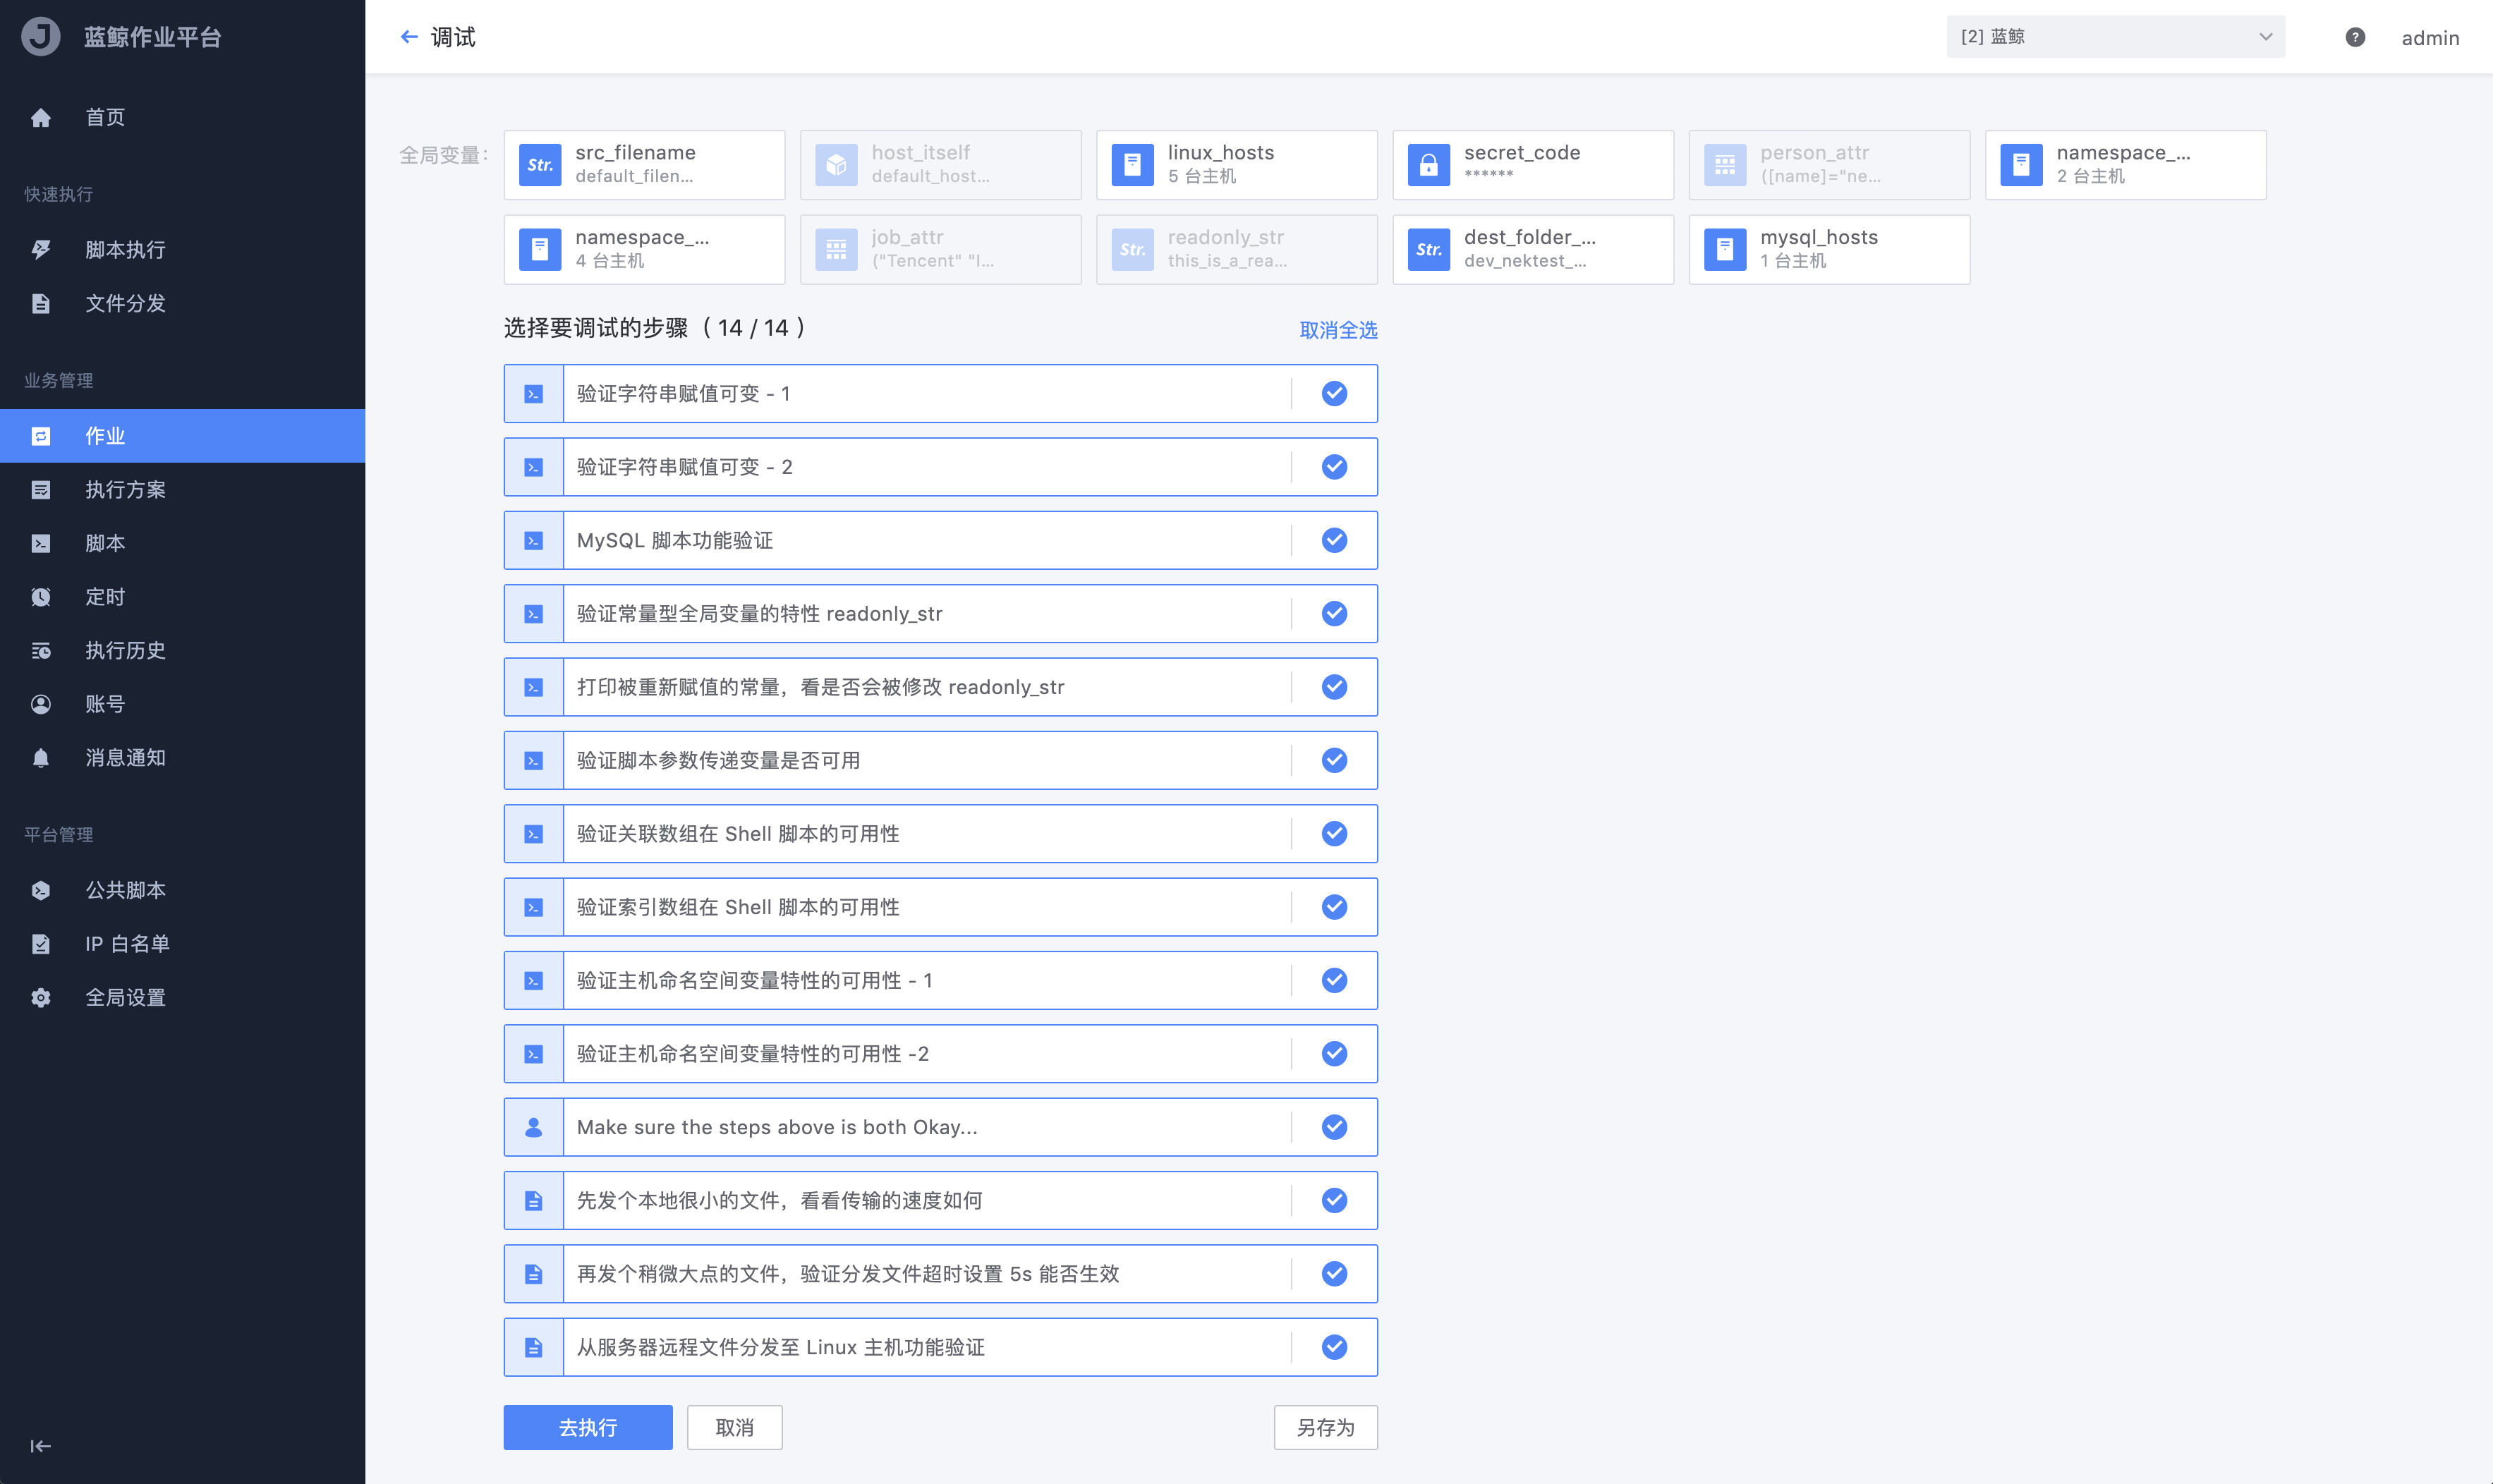 蓝鲸作业平台
首页
快速执行
脚本执行
文件分发
业务管理
作业
执行方案
脚本
定时
执行历史
账号
消息通知
平台管理
公共脚本
IP 白名单
全局设置
调试
[2] 蓝鲸
?
admin
全局变量：
Str.
src_filename
default_filen...
host_itself
default_host...
linux_hosts
5 台主机
secret_code
******
person_attr
([name]="ne...
namespace_...
2 台主机
namespace_...
4 台主机
job_attr
("Tencent" "I...
Str.
readonly_str
this_is_a_rea...
Str.
dest_folder_...
dev_nektest_...
mysql_hosts
1 台主机
选择要调试的步骤（ 14 / 14 ）
取消全选
验证字符串赋值可变 - 1
验证字符串赋值可变 - 2
MySQL 脚本功能验证
验证常量型全局变量的特性 readonly_str
打印被重新赋值的常量，看是否会被修改 readonly_str
验证脚本参数传递变量是否可用
验证关联数组在 Shell 脚本的可用性
验证索引数组在 Shell 脚本的可用性
验证主机命名空间变量特性的可用性 - 1
验证主机命名空间变量特性的可用性 -2
Make sure the steps above is both Okay...
先发个本地很小的文件，看看传输的速度如何
再发个稍微大点的文件，验证分发文件超时设置 5s 能否生效
从服务器远程文件分发至 Linux 主机功能验证
去执行
取消
另存为